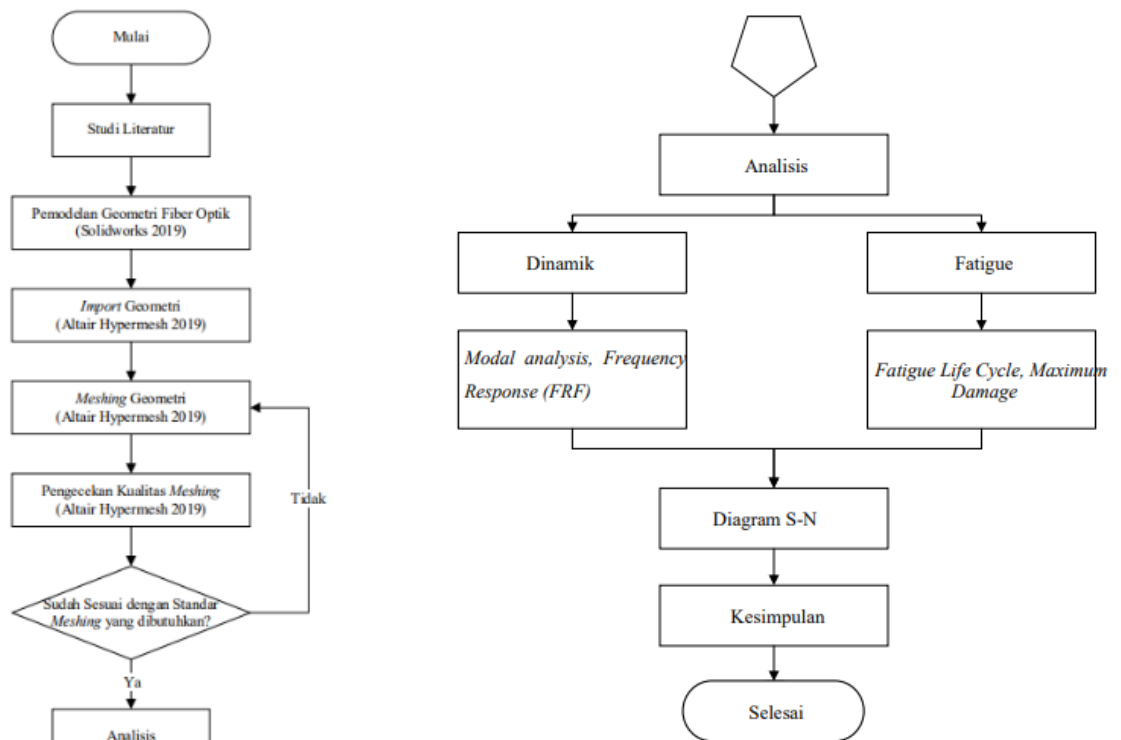 Mulai
Studi Literatur
Pemodelan Geometri Fiber Optik
(Solidworks 2019)
Import Geometri
(Altair Hypermesh 2019)
Meshing Geometri
(Altair Hypermesh 2019)
Pengecekan Kualitas Meshing
(Altair Hypermesh 2019)
Tidak
Sudah Sesuai dengan Standar
Meshing yang dibutuhkan?
Ya
Analisis
Analisis
Dinamik
Fatigue
Modal analysis, Frequency
Response (FRF)
Fatigue Life Cycle, Maximum
Damage
Diagram S-N
Kesimpulan
Selesai